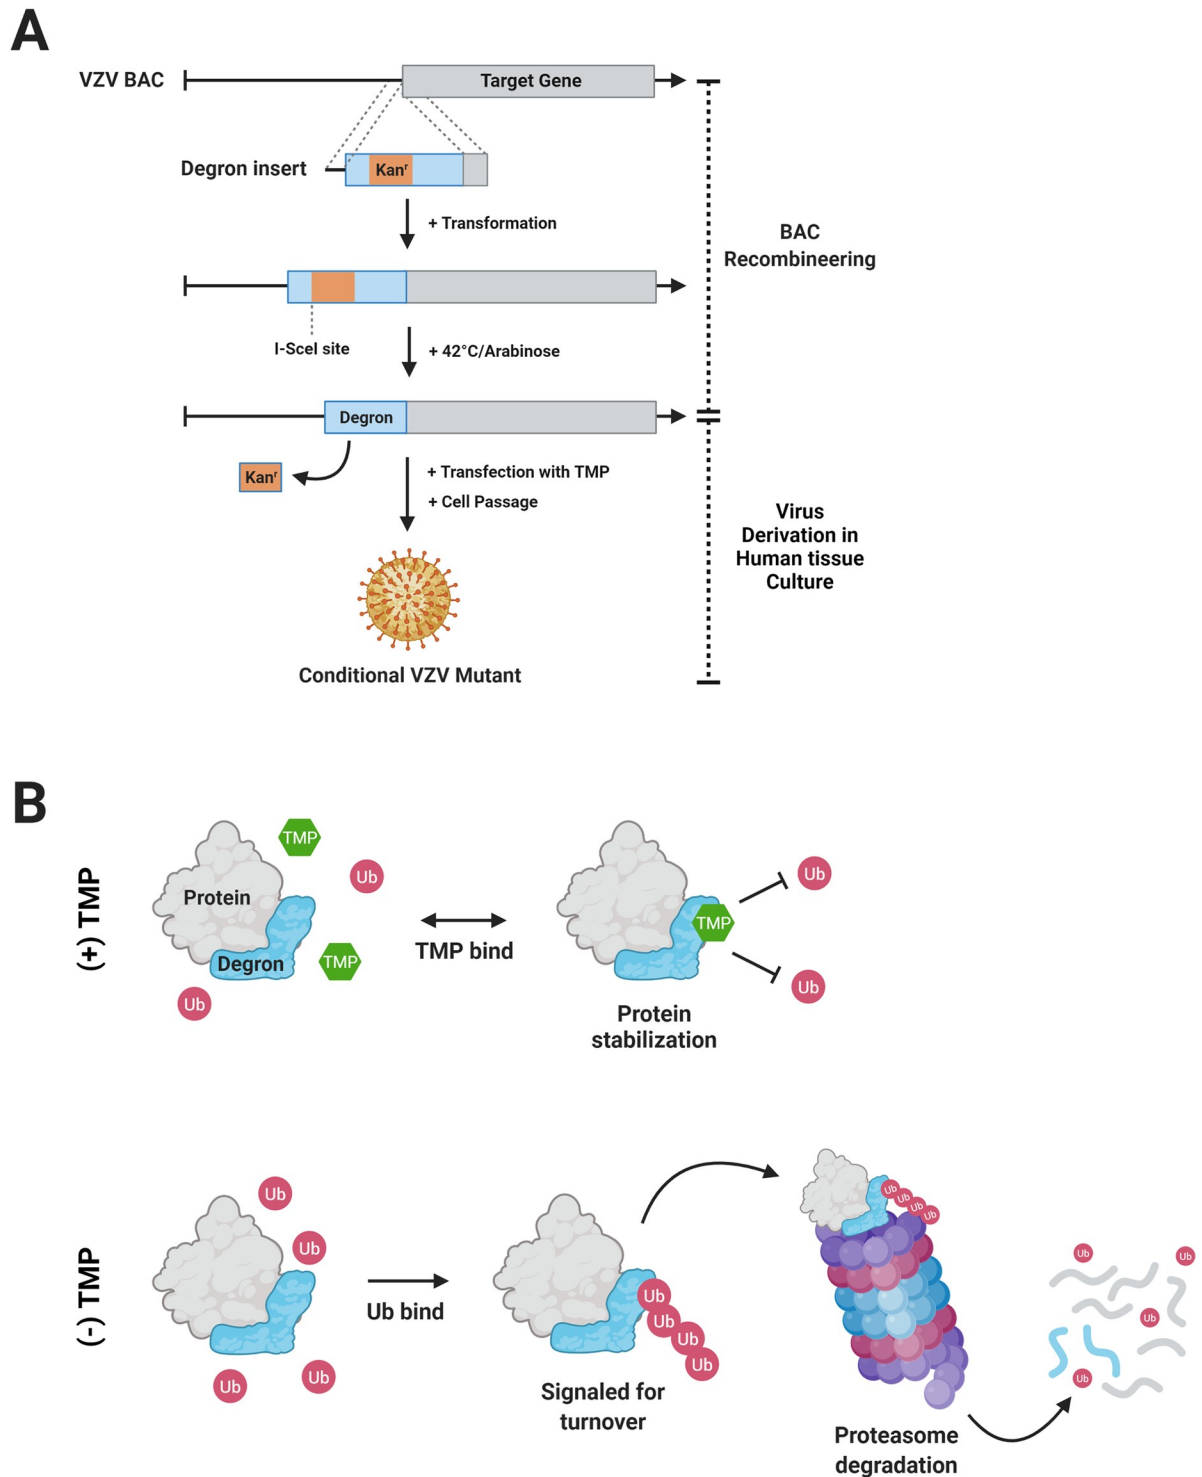 A
VZV BAC
Target Gene
Degron insert
Kanʳ
+ Transformation
BAC
Recombineering
I-SceI site
+ 42°C/Arabinose
Degron
Kanʳ
+ Transfection with TMP
+ Cell Passage
Virus
Derivation in
Human tissue
Culture
Conditional VZV Mutant
B
(+) TMP
TMP
Ub
Protein
Degron
TMP
Ub
TMP bind
TMP
Ub
Ub
Protein
stabilization
(-) TMP
Ub
Ub
Ub
Ub
Ub bind
Ub
Ub
Ub
Ub
Signaled for
turnover
Ub
Ub
Ub
Ub
Proteasome
degradation
Ub
Ub
Ub
Ub